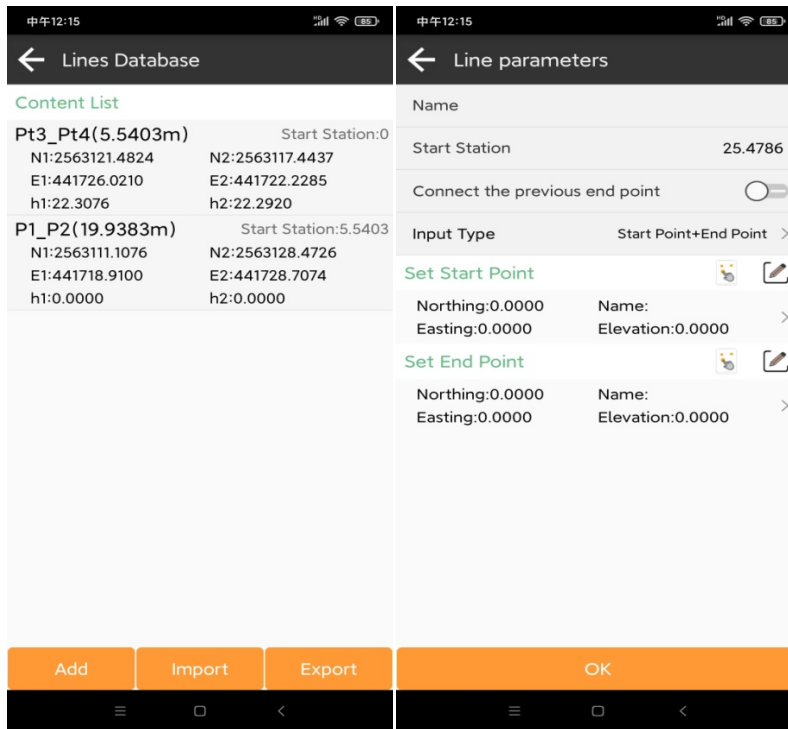 中午12:15
HD 85
Lines Database
Content List
Pt3_Pt4(5.5403m) Start Station:0
N1:2563121.4824 N2:2563117.4437
E1:441726.0210 E2:441722.2285
h1:22.3076 h2:22.2920
P1_P2(19.9383m) Start Station:5.5403
N1:2563111.1076 N2:2563128.4726
E1:441718.9100 E2:441728.7074
h1:0.0000 h2:0.0000
Add Import Export
中午12:15
HD 85
Line parameters
Name
Start Station 25.4786
Connect the previous end point
Input Type Start Point+End Point
Set Start Point
Northing:0.0000 Name:
Easting:0.0000 Elevation:0.0000
Set End Point
Northing:0.0000 Name:
Easting:0.0000 Elevation:0.0000
OK